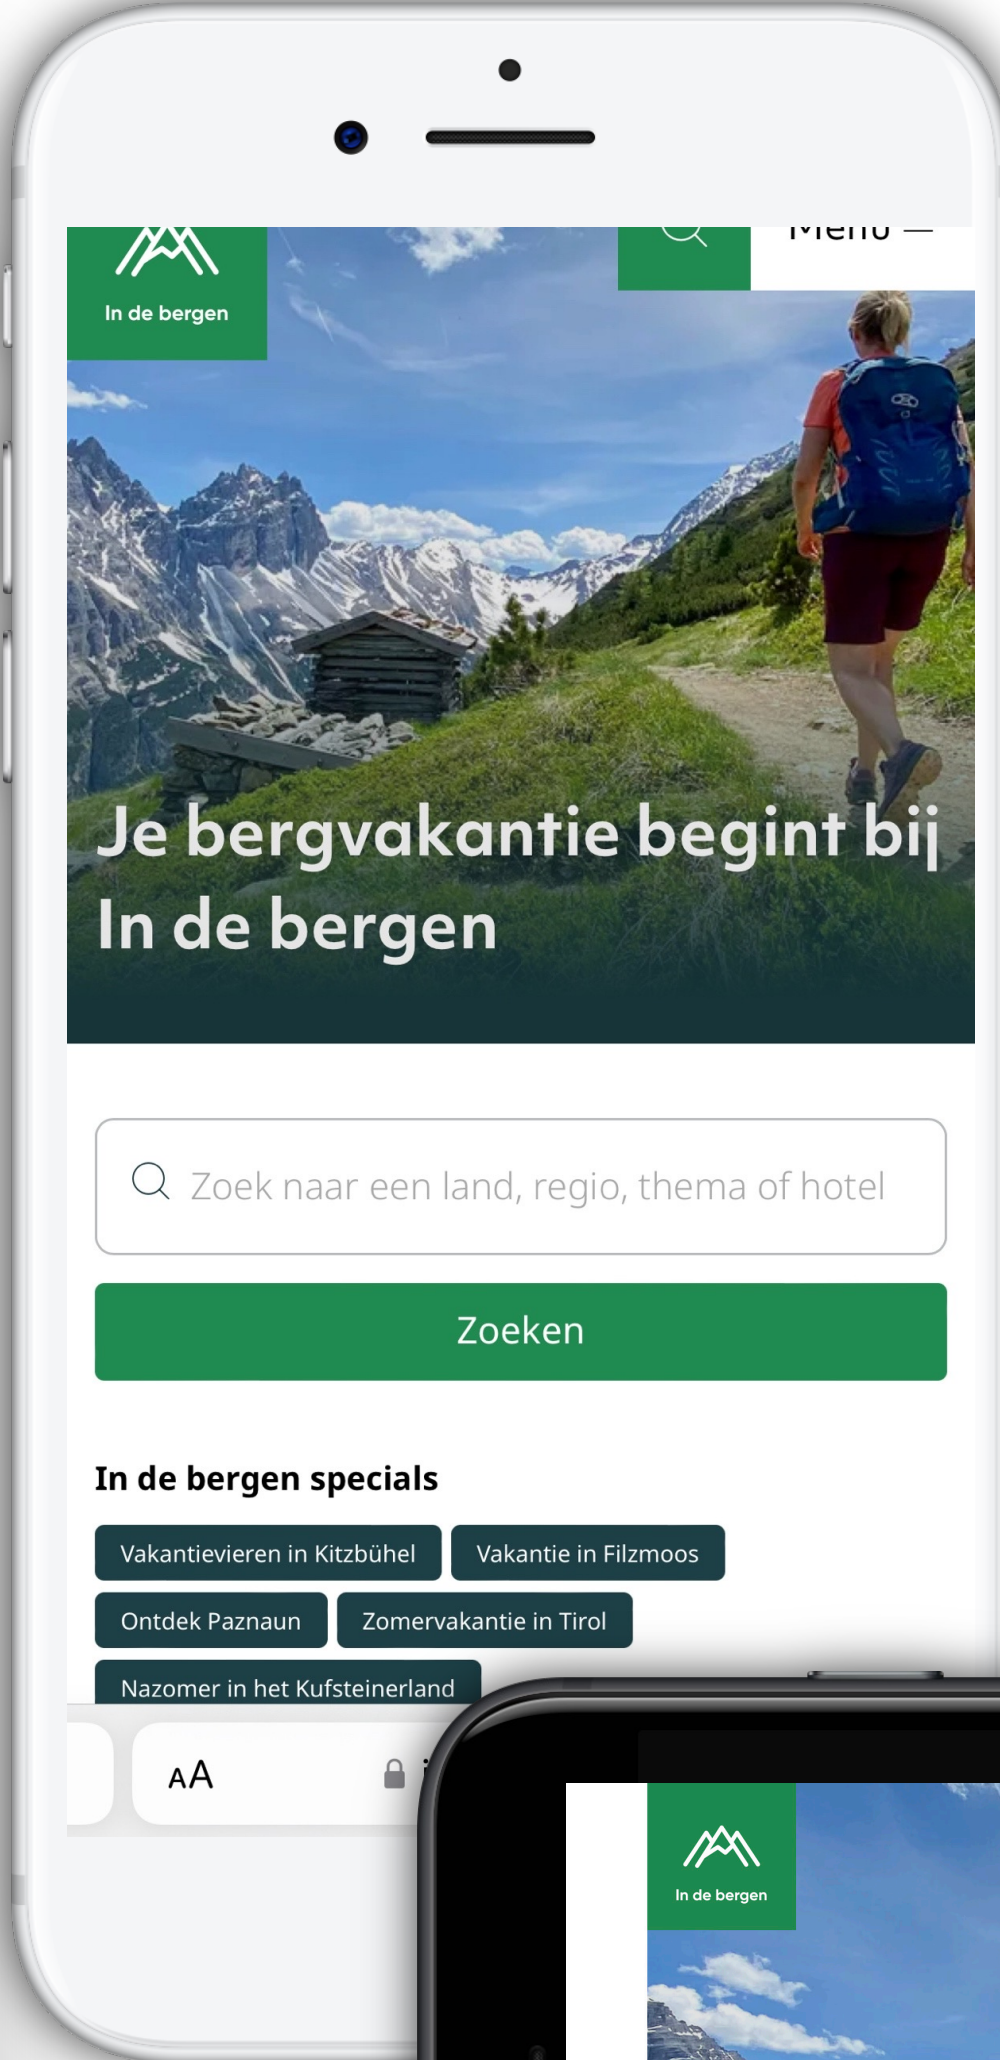 In de bergen
Menu
Je bergvakantie begint bij
In de bergen
Zoek naar een land, regio, thema of hotel
Zoeken
In de bergen specials
Vakantievieren in Kitzbühel
Vakantie in Filzmoos
Ontdek Paznaun
Zomervakantie in Tirol
Nazomer in het Kufsteinerland
AA
In de bergen